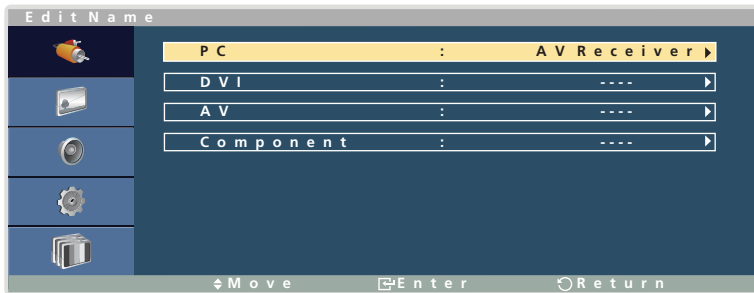 Edit Name
PC : AV Receiver
DVI : ----
AV : ----
Component : ----
Move Enter Return